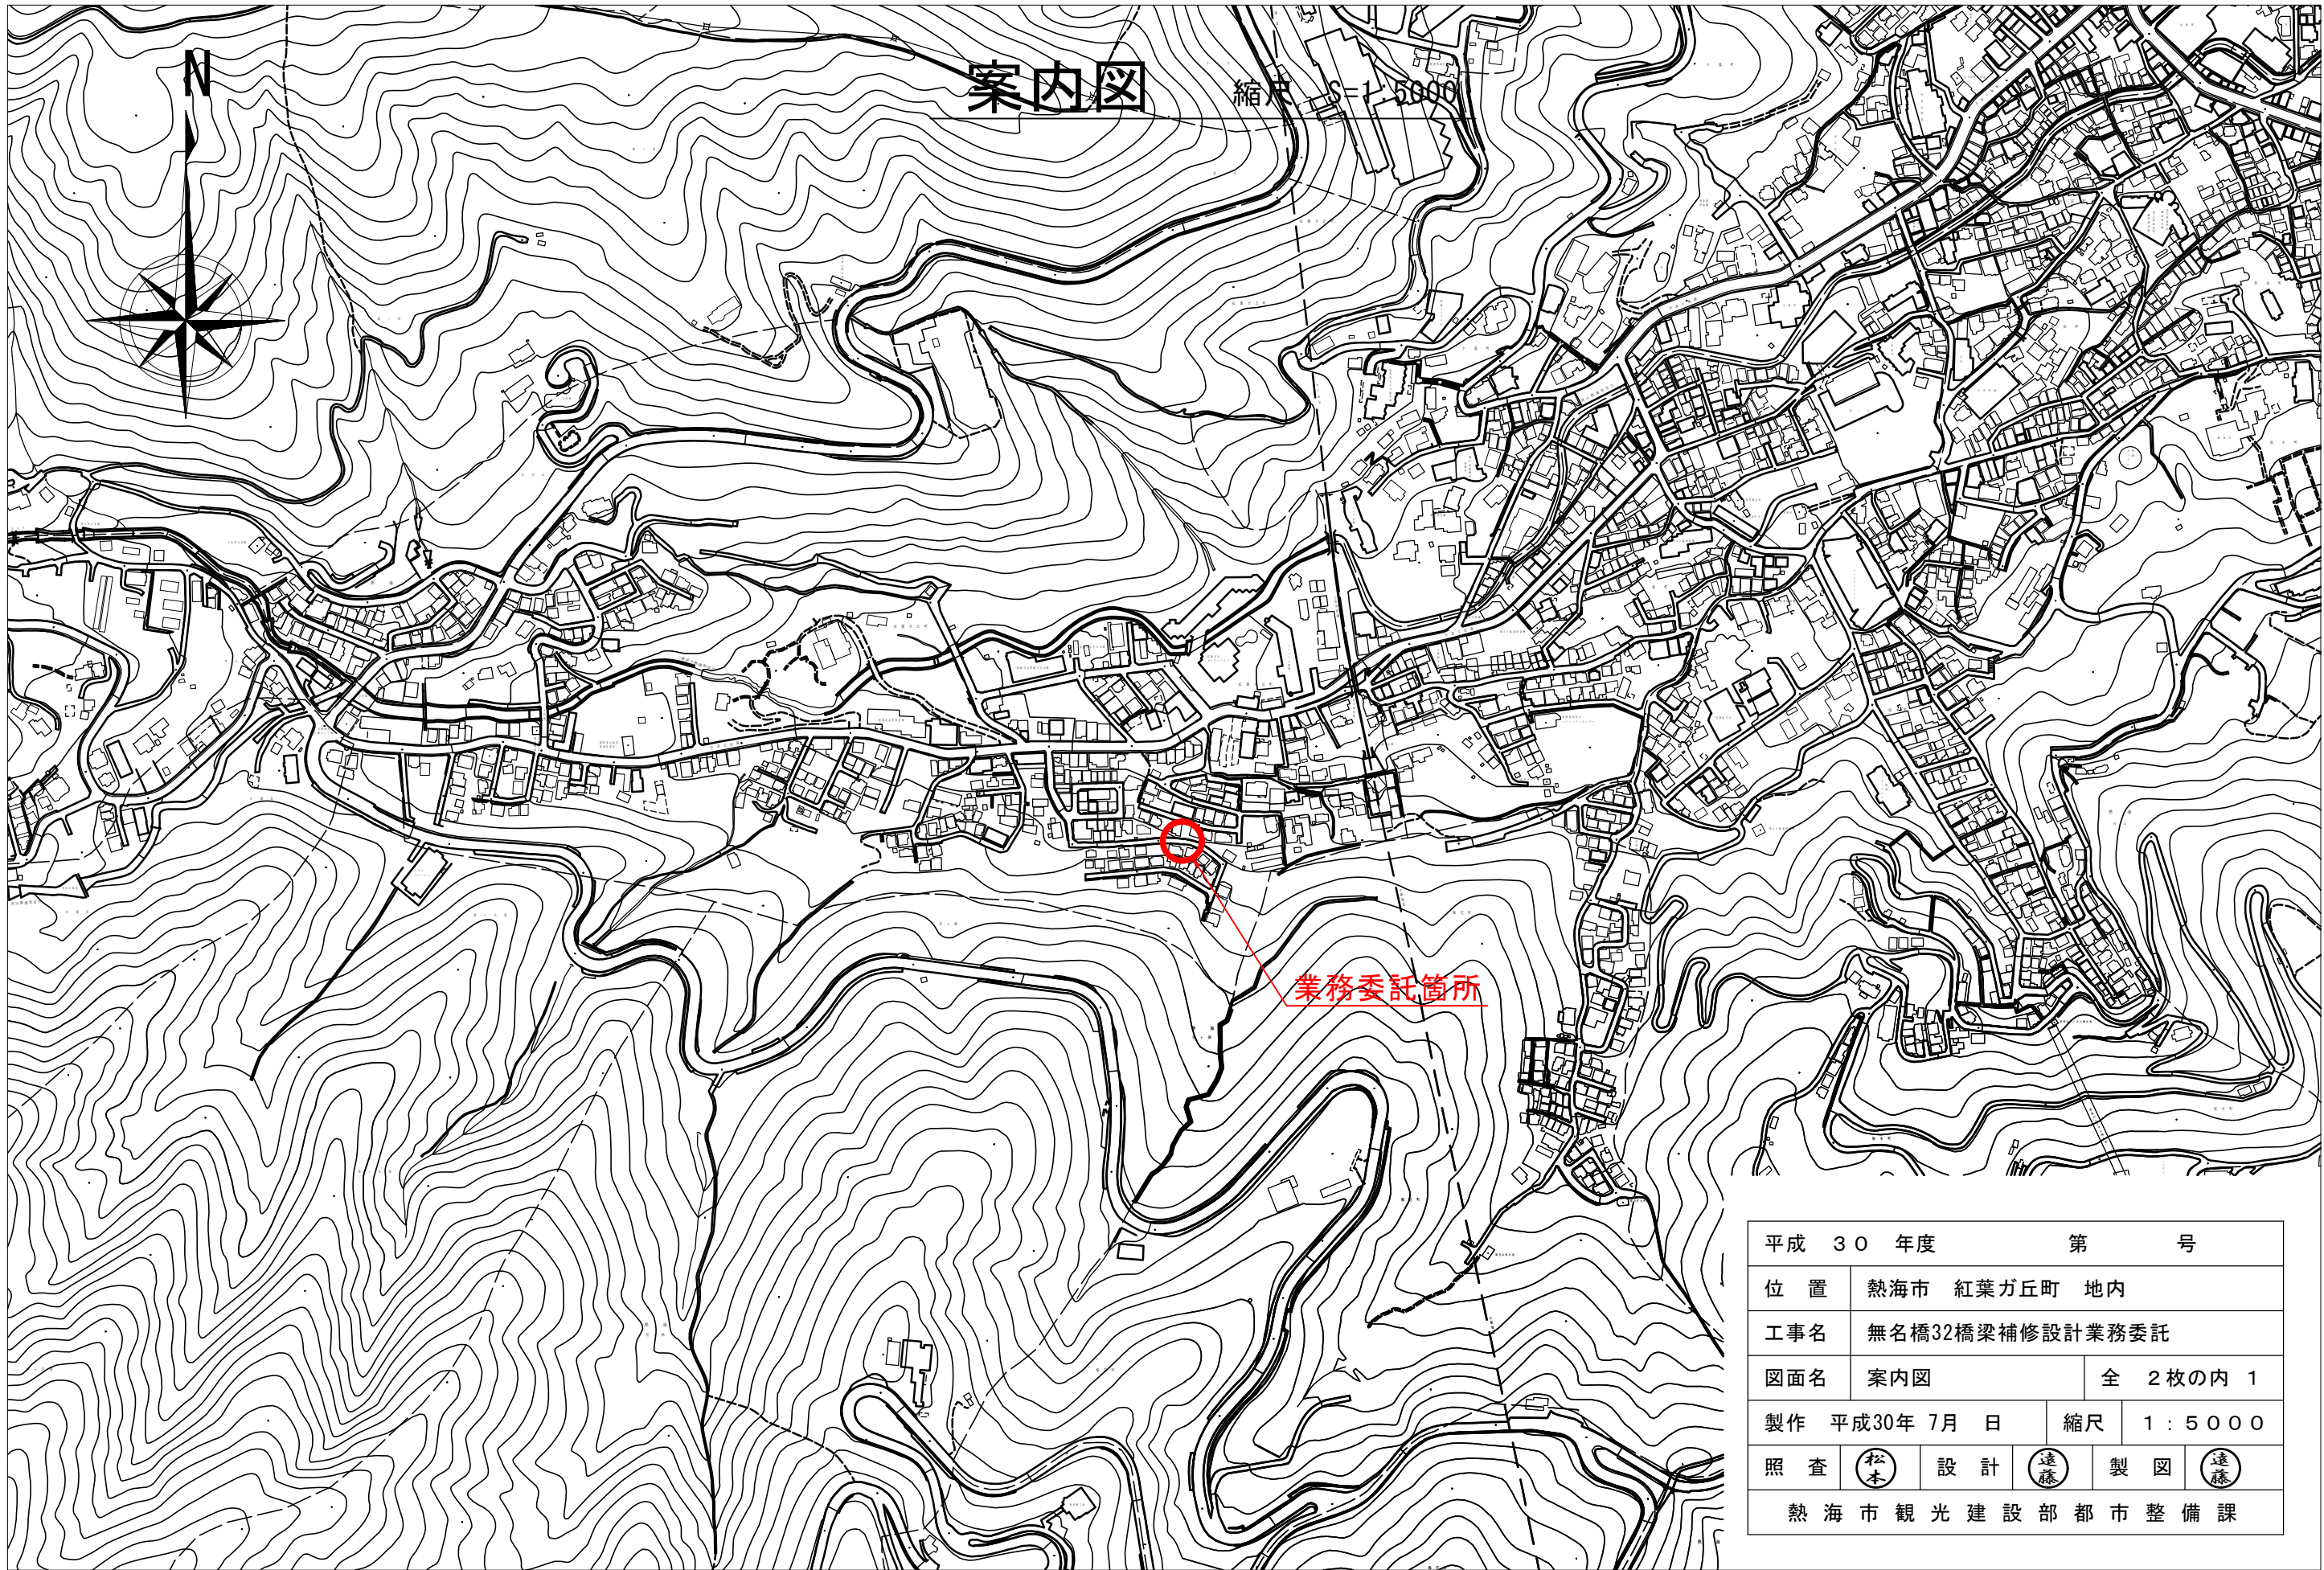 N
案内図 縮尺 S=1:5000
業務委託箇所
平成 30 年度 第 号
位置 熱海市 紅葉ガ丘町 地内
工事名 無名橋32橋梁補修設計業務委託
図面名 案内図 全 2枚の内 1
製作 平成30年 7月 日 縮尺 1:5000
照査 松本 設計 遠藤 製図 遠藤
熱海市観光建設部都市整備課